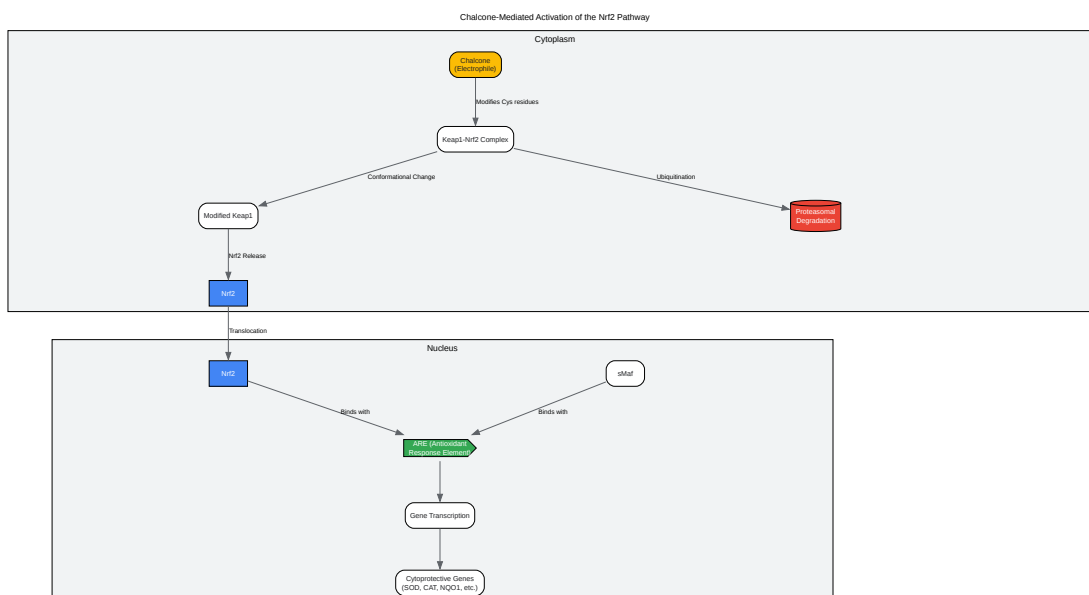 Chalcone-Mediated Activation of the Nrf2 Pathway
Cytoplasm
Chalcone
(Electrophile)
Modifies Cys residues
Keap1-Nrf2 Complex
Conformational Change
Ubiquitination
Modified Keap1
Proteasomal
Degradation
Nrf2 Release
Nrf2
Translocation
Nucleus
Nrf2
sMaf
Binds with
Binds with
ARE (Antioxidant
Response Element)
Gene Transcription
Cytoprotective Genes
(SOD, CAT, NQO1, etc.)